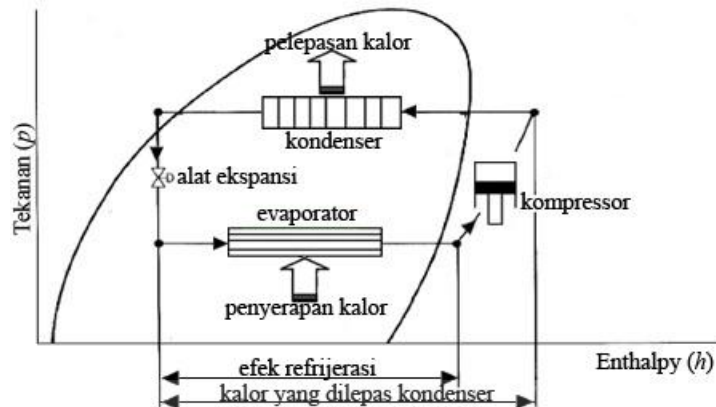 pelepasan kalor
kondenser
Tekanan (p)
alat ekspansi
evaporator
kompressor
penyerapan kalor
Enthalpy (h)
efek refrijerasi
kalor yang dilepas kondenser